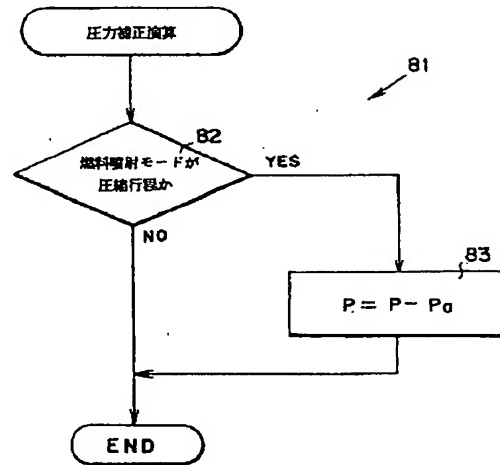 圧力補正演算
81
82
燃料噴射モードが
圧縮行段か
YES
NO
83
P = P - Pa
END